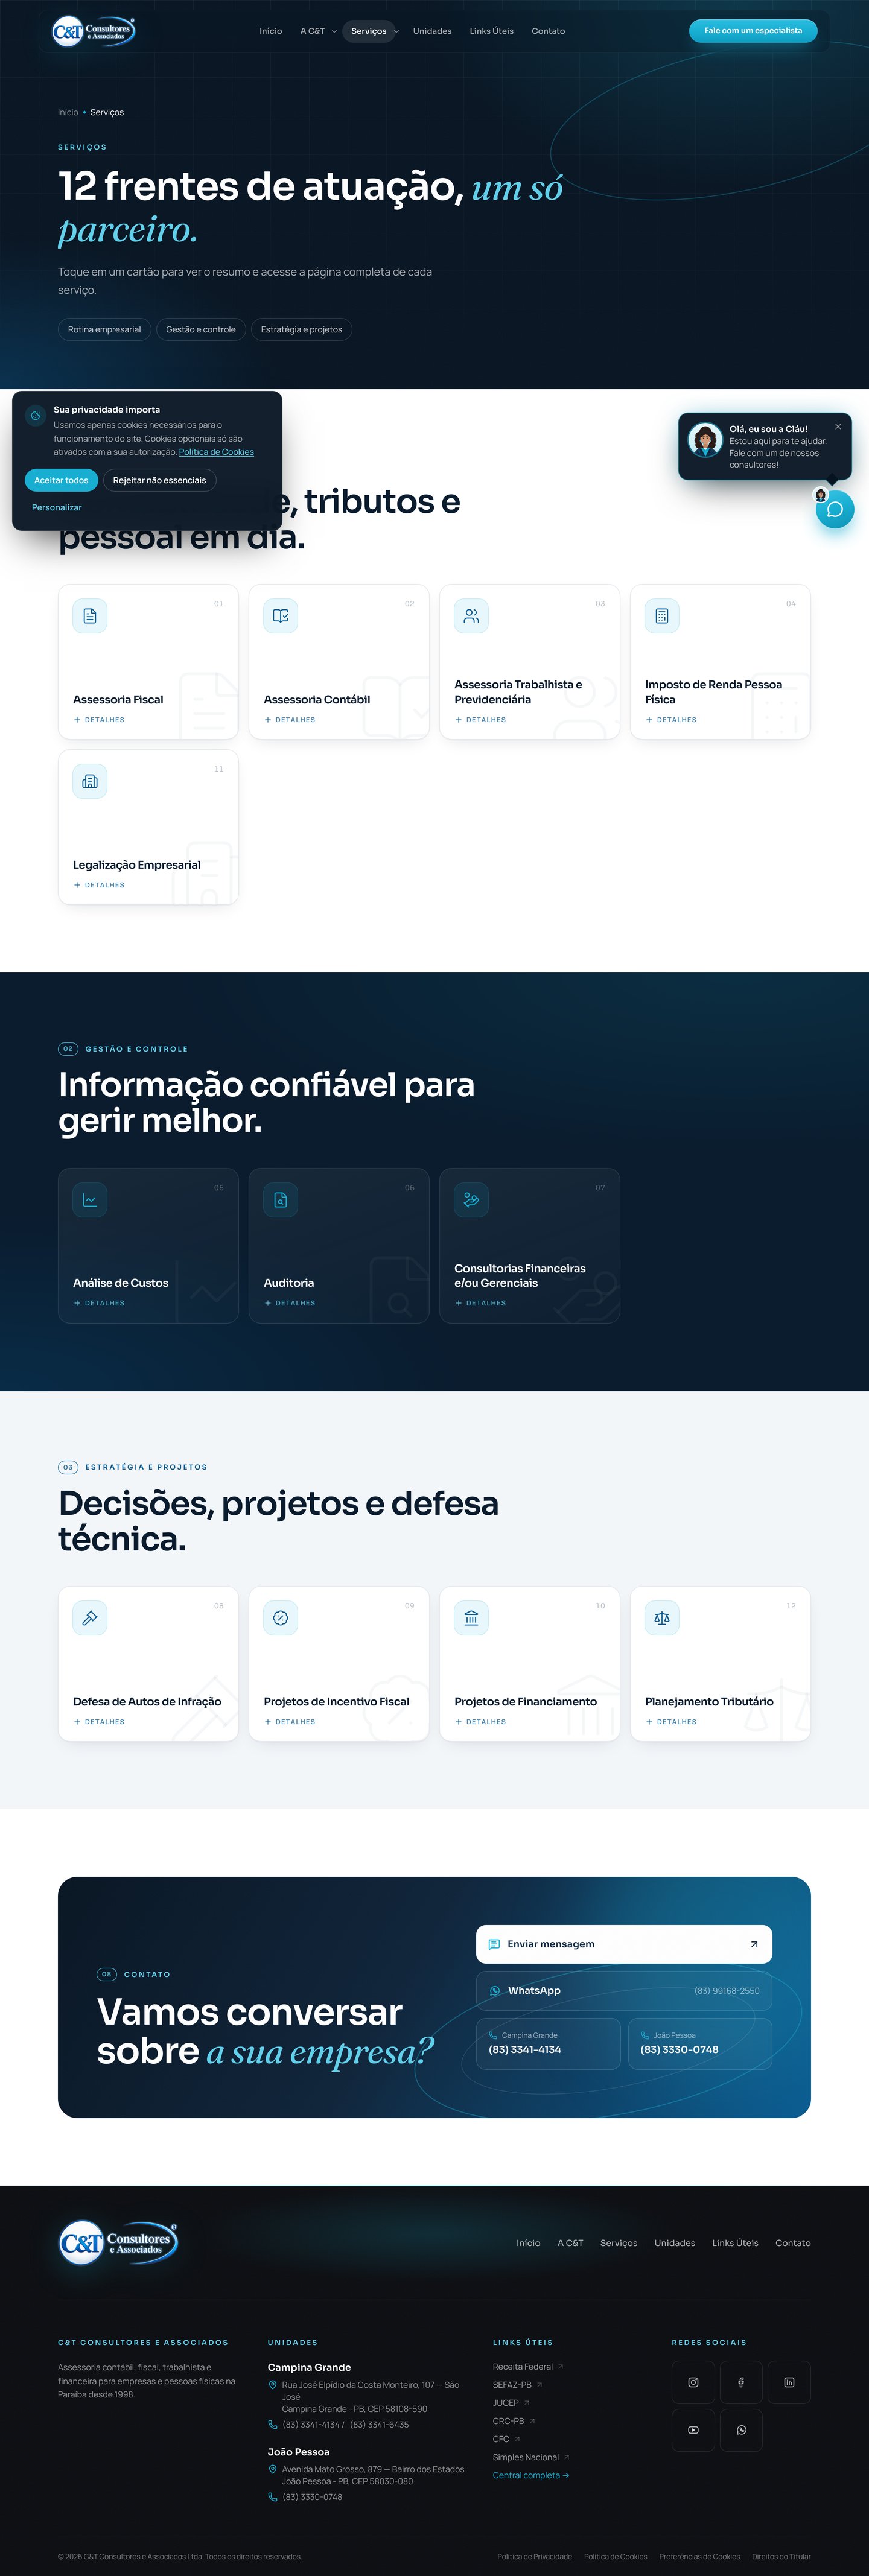 C&T Consultores e Associados
Início
A C&T
Serviços
Unidades
Links Úteis
Contato
Fale com um especialista
Início • Serviços
SERVIÇOS
12 frentes de atuação, um só
parceiro.
Toque em um cartão para ver o resumo e acesse a página completa de cada
serviço.
Rotina empresarial
Gestão e controle
Estratégia e projetos
Sua privacidade importa
Usamos apenas cookies necessários para o
funcionamento do site. Cookies opcionais só são
ativados com a sua autorização. Política de Cookies
Aceitar todos
Rejeitar não essenciais
Personalizar
Olá, eu sou a Cláu!
Estou aqui para te ajudar.
Fale com um de nossos
consultores!
, tributos e
pessoal em dia.
01
Assessoria Fiscal
+ DETALHES
02
Assessoria Contábil
+ DETALHES
03
Assessoria Trabalhista e
Previdenciária
+ DETALHES
04
Imposto de Renda Pessoa
Física
+ DETALHES
11
Legalização Empresarial
+ DETALHES
02 GESTÃO E CONTROLE
Informação confiável para
gerir melhor.
05
Análise de Custos
+ DETALHES
06
Auditoria
+ DETALHES
07
Consultorias Financeiras
e/ou Gerenciais
+ DETALHES
03 ESTRATÉGIA E PROJETOS
Decisões, projetos e defesa
técnica.
08
Defesa de Autos de Infração
+ DETALHES
09
Projetos de Incentivo Fiscal
+ DETALHES
10
Projetos de Financiamento
+ DETALHES
12
Planejamento Tributário
+ DETALHES
08 CONTATO
Vamos conversar
sobre a sua empresa?
Enviar mensagem
WhatsApp (83) 99168-2550
Campina Grande
(83) 3341-4134
João Pessoa
(83) 3330-0748
C&T Consultores e Associados
Início
A C&T
Serviços
Unidades
Links Úteis
Contato
C&T CONSULTORES E ASSOCIADOS
Assessoria contábil, fiscal, trabalhista e
financeira para empresas e pessoas físicas na
Paraíba desde 1998.
UNIDADES
Campina Grande
Rua José Elpídio da Costa Monteiro, 107 — São
José
Campina Grande - PB, CEP 58108-590
(83) 3341-4134 / (83) 3341-6435
João Pessoa
Avenida Mato Grosso, 879 — Bairro dos Estados
João Pessoa - PB, CEP 58030-080
(83) 3330-0748
LINKS ÚTEIS
Receita Federal
SEFAZ-PB
JUCEP
CRC-PB
CFC
Simples Nacional
Central completa →
REDES SOCIAIS
© 2026 C&T Consultores e Associados Ltda. Todos os direitos reservados.
Política de Privacidade
Política de Cookies
Preferências de Cookies
Direitos do Titular